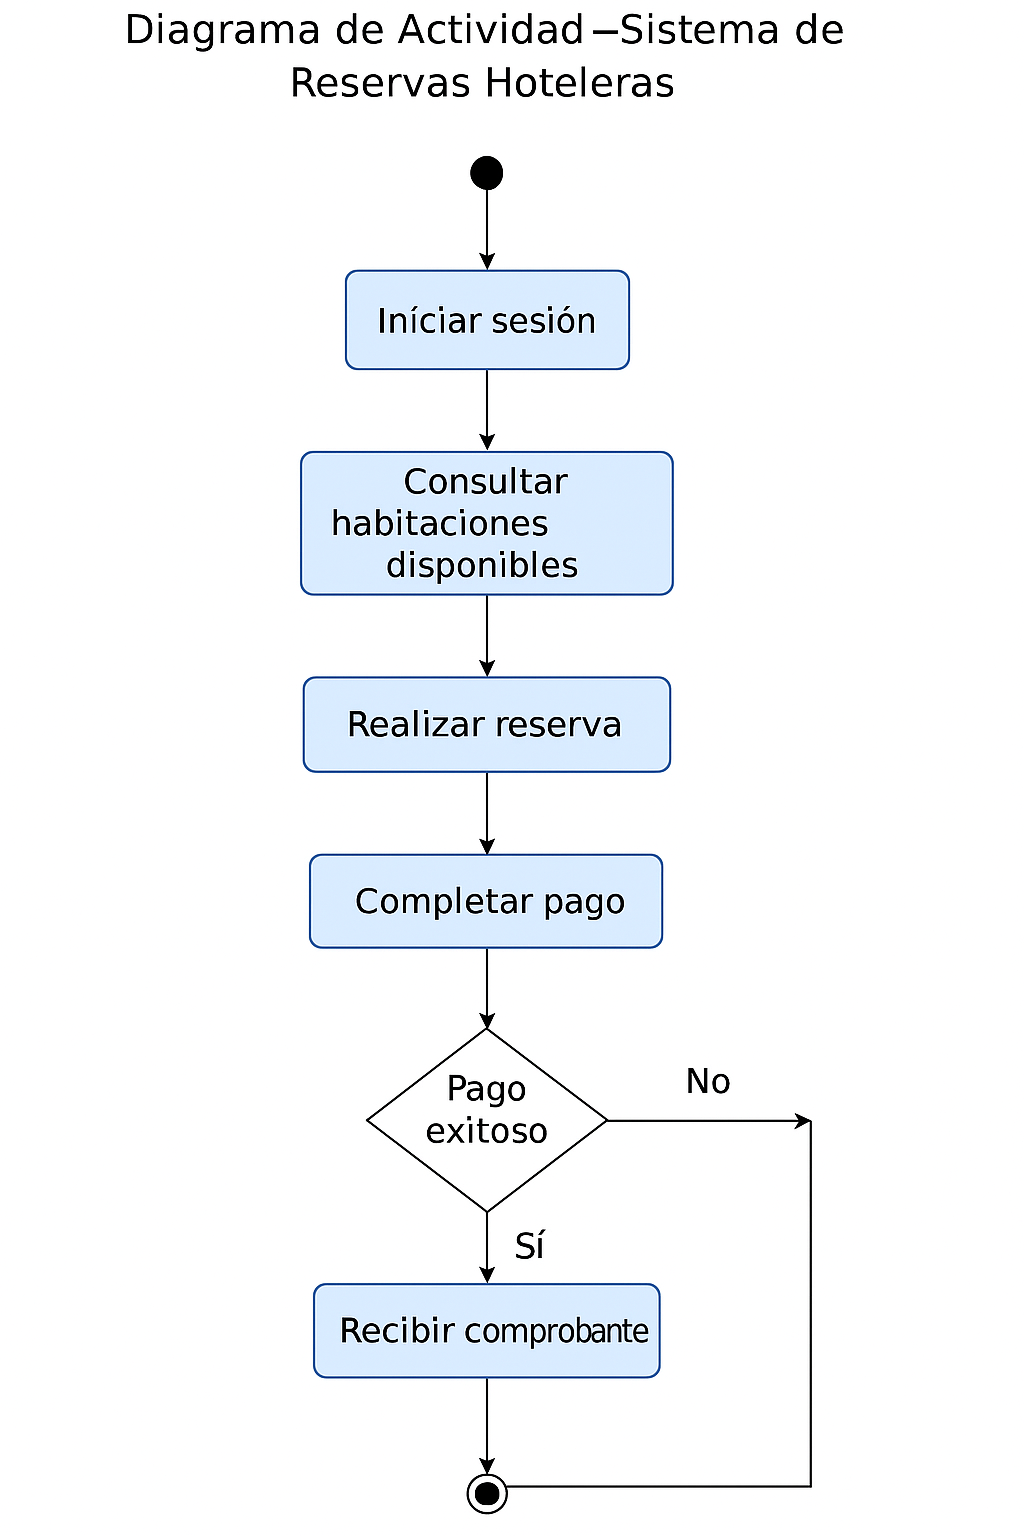 Diagrama de Actividad –Sistema de
Reservas Hoteleras
Iníciar sesión
Consultar
habitaciones
disponibles
Realizar reserva
Completar pago
Pago
exitoso
No
Sí
Recibir comprobante